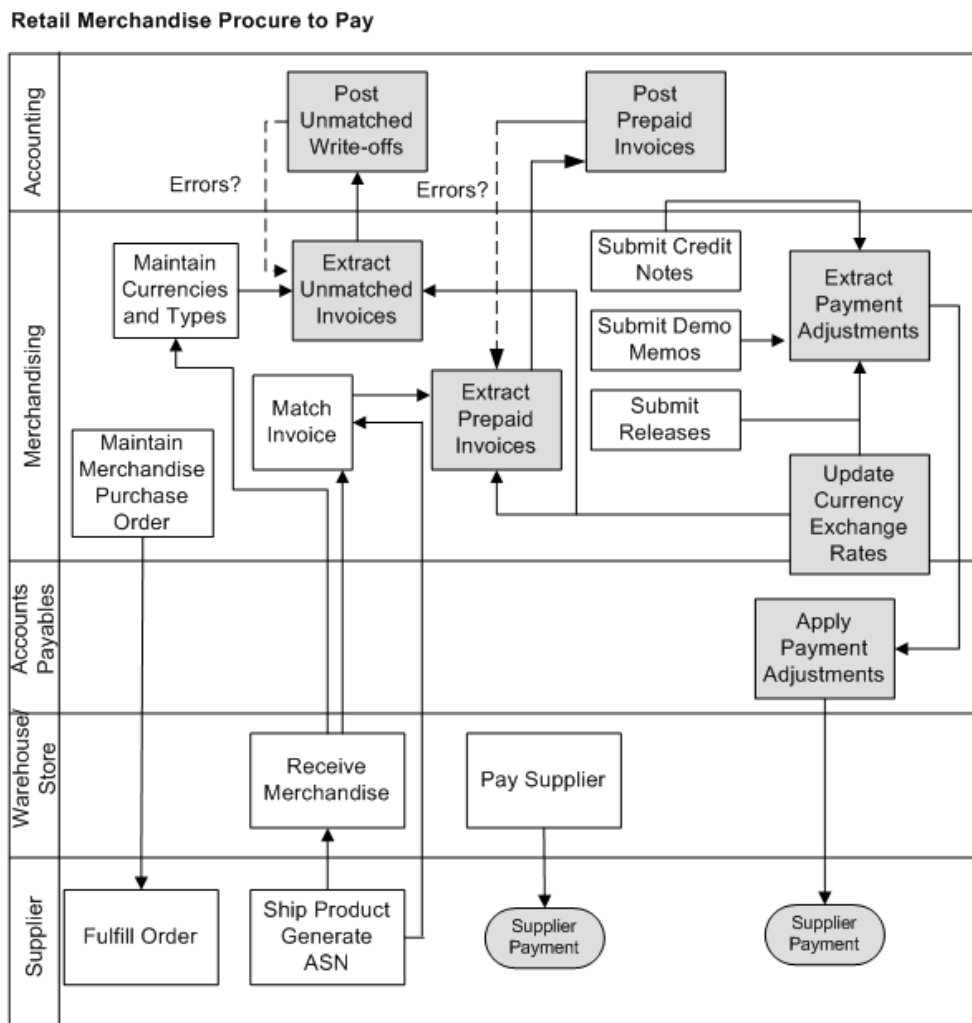 Retail Merchandise Procure to Pay
Accounting
Post
Unmatched
Write-offs
Post
Prepaid
Invoices
Errors?
Errors?
Merchandising
Maintain
Currencies
and Types
Extract
Unmatched
Invoices
Submit Credit
Notes
Extract
Payment
Adjustments
Submit Demo
Memos
Match
Invoice
Extract
Prepaid
Invoices
Submit
Releases
Maintain
Merchandise
Purchase
Order
Update
Currency
Exchange
Rates
Accounts
Payables
Apply
Payment
Adjustments
Warehouse/
Store
Receive
Merchandise
Pay Supplier
Supplier
Fulfill Order
Ship Product
Generate
ASN
Supplier
Payment
Supplier
Payment